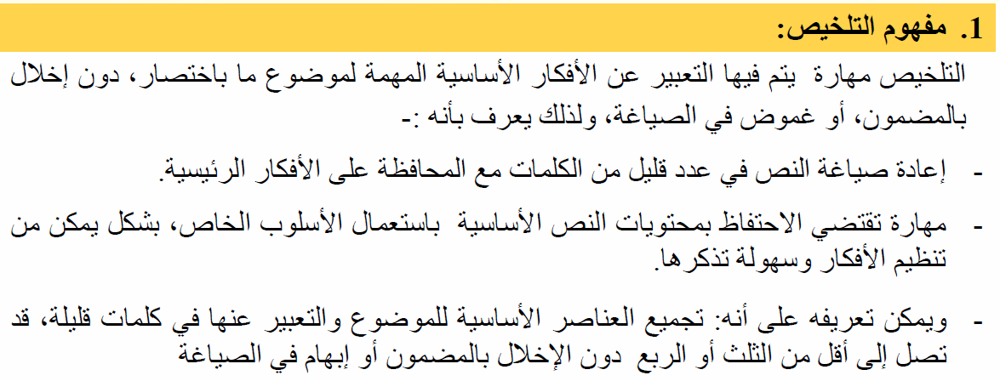 1. مفهوم التلخيص:
التلخيص مهارة يتم فيها التعبير عن الأفكار الأساسية المهمة لموضوع ما باختصار، دون إخلال
بالمضمون، أو غموض في الصياغة، ولذلك يعرف بأنه :-
- إعادة صياغة النص في عدد قليل من الكلمات مع المحافظة على الأفكار الرئيسية.
- مهارة تقتضي الاحتفاظ بمحتويات النص الأساسية باستعمال الأسلوب الخاص، بشكل يمكن من
تنظيم الأفكار وسهولة تذكرها.
- ويمكن تعريفه على أنه: تجميع العناصر الأساسية للموضوع والتعبير عنها في كلمات قليلة، قد
تصل إلى أقل من الثلث أو الربع دون الإخلال بالمضمون أو إبهام في الصياغة